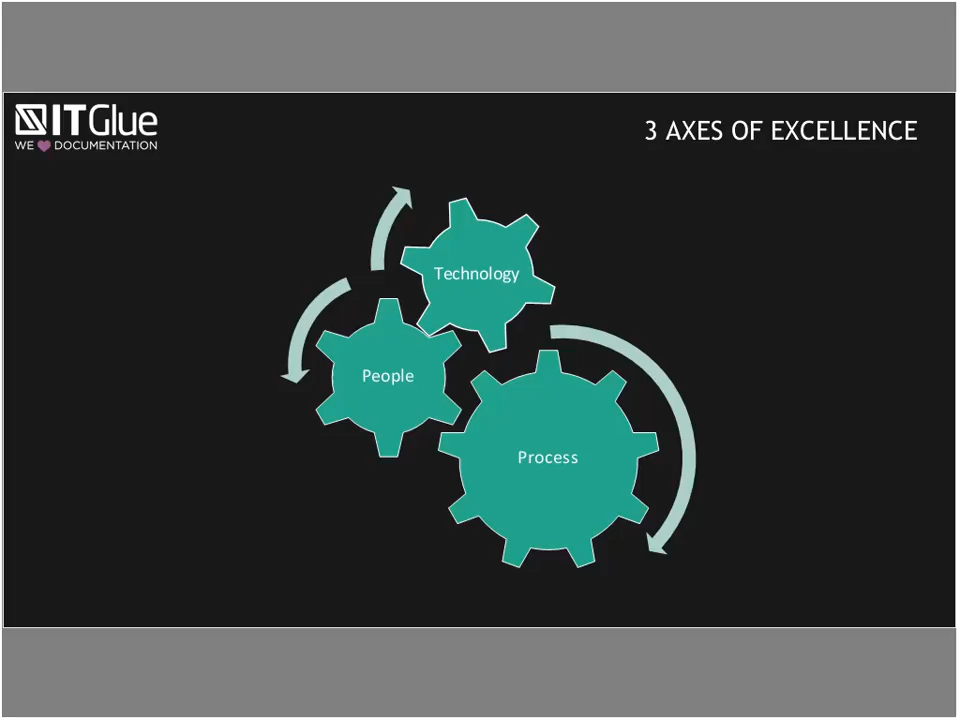 ITGlue
WE DOCUMENTATION
3 AXES OF EXCELLENCE
Technology
People
Process